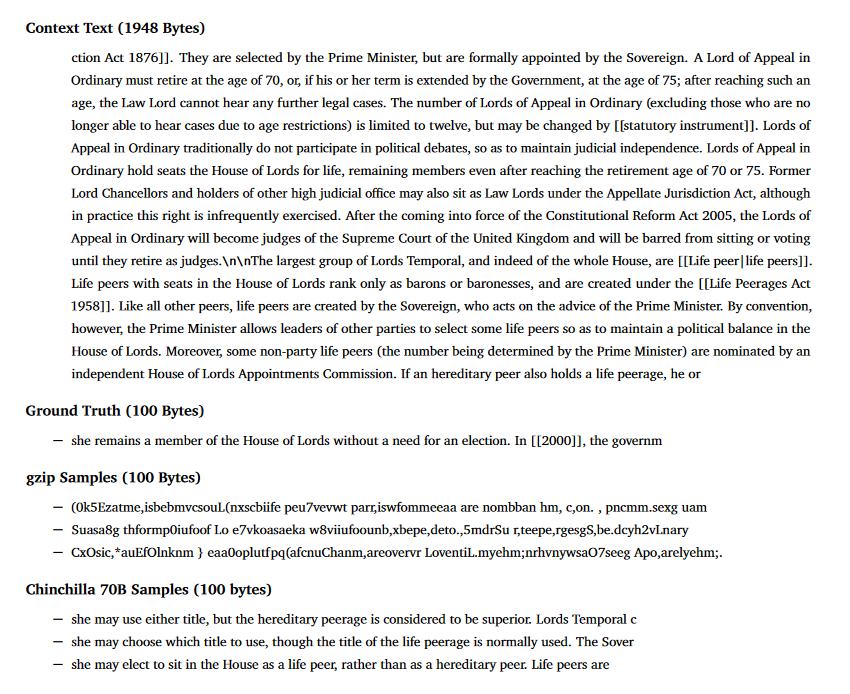 Context Text (1948 Bytes)
ction Act 1876]]. They are selected by the Prime Minister, but are formally appointed by the Sovereign. A Lord of Appeal in
Ordinary must retire at the age of 70, or, if his or her term is extended by the Government, at the age of 75; after reaching such an
age, the Law Lord cannot hear any further legal cases. The number of Lords of Appeal in Ordinary (excluding those who are no
longer able to hear cases due to age restrictions) is limited to twelve, but may be changed by [[statutory instrument]]. Lords of
Appeal in Ordinary traditionally do not participate in political debates, so as to maintain judicial independence. Lords of Appeal in
Ordinary hold seats the House of Lords for life, remaining members even after reaching the retirement age of 70 or 75. Former
Lord Chancellors and holders of other high judicial office may also sit as Law Lords under the Appellate Jurisdiction Act, although
in practice this right is infrequently exercised. After the coming into force of the Constitutional Reform Act 2005, the Lords of
Appeal in Ordinary will become judges of the Supreme Court of the United Kingdom and will be barred from sitting or voting
until they retire as judges.\n\nThe largest group of Lords Temporal, and indeed of the whole House, are [[Life peer|life peers]].
Life peers with seats in the House of Lords rank only as barons or baronesses, and are created under the [[Life Peerages Act
1958]]. Like all other peers, life peers are created by the Sovereign, who acts on the advice of the Prime Minister. By convention,
however, the Prime Minister allows leaders of other parties to select some life peers so as to maintain a political balance in the
House of Lords. Moreover, some non-party life peers (the number being determined by the Prime Minister) are nominated by an
independent House of Lords Appointments Commission. If an hereditary peer also holds a life peerage, he or
Ground Truth (100 Bytes)
– she remains a member of the House of Lords without a need for an election. In [[2000]], the governm
gzip Samples (100 Bytes)
– (0k5Ezatme,isbebmvcsouL(nxscbiife peu7vevwt parr,iswfommeeaa are nombban hm, c,on. , pncmm.sexg uam
– Suasa8g thformp0iufoof Lo e7vkoasaeka w8viiufoounb,xbepe,deto.,5mdrSu r,teepe,rgesgS,be.dcyh2vLnary
– CxOsic,*auEfOlnknm } eaa0oplutfpq(afcnuChanm,areovervr LoventiL.myehm;nrhvnywsaO7seeg Apo,arelyehm;.
Chinchilla 70B Samples (100 bytes)
– she may use either title, but the hereditary peerage is considered to be superior. Lords Temporal c
– she may choose which title to use, though the title of the life peerage is normally used. The Sover
– she may elect to sit in the House as a life peer, rather than as a hereditary peer. Life peers are